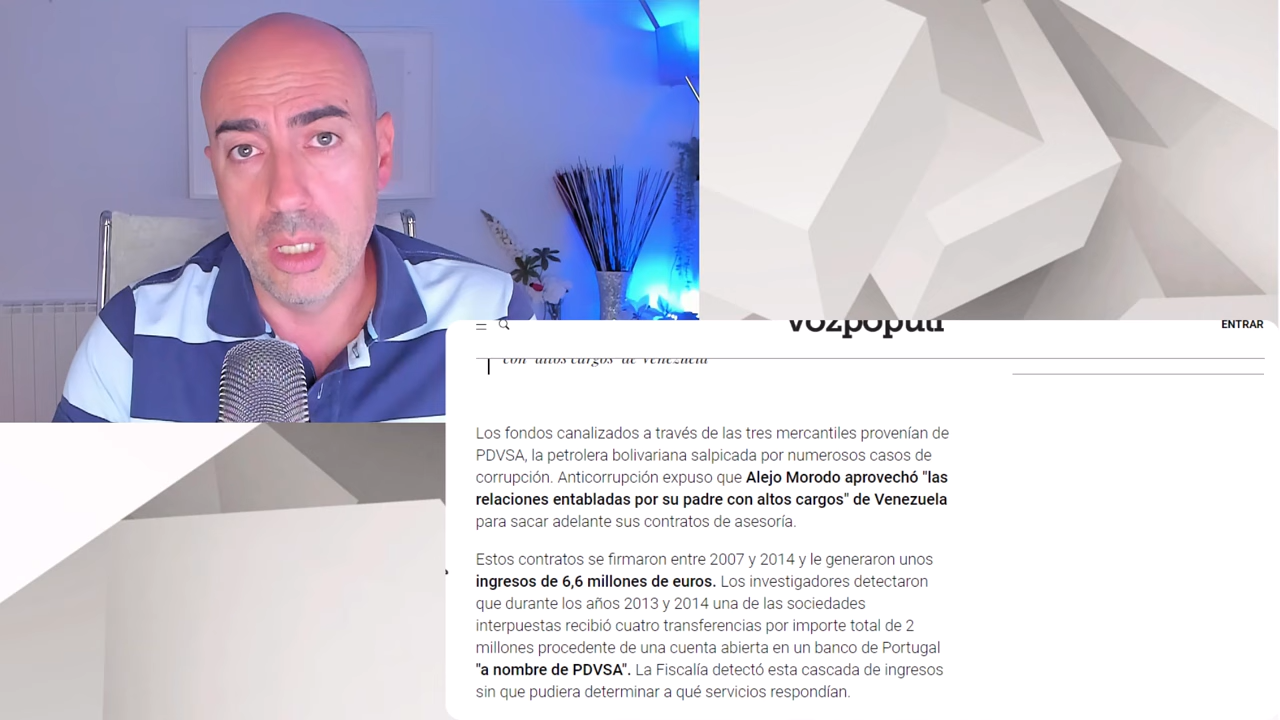 vozpópuli
ENTRAR
con "altos cargos" de Venezuela
Los fondos canalizados a través de las tres mercantiles provenían de
PDVSA, la petrolera bolivariana salpicada por numerosos casos de
corrupción. Anticorrupción expuso que Alejo Morodo aprovechó "las
relaciones entabladas por su padre con altos cargos" de Venezuela
para sacar adelante sus contratos de asesoría.
Estos contratos se firmaron entre 2007 y 2014 y le generaron unos
ingresos de 6,6 millones de euros. Los investigadores detectaron
que durante los años 2013 y 2014 una de las sociedades
interpuestas recibió cuatro transferencias por importe total de 2
millones procedente de una cuenta abierta en un banco de Portugal
"a nombre de PDVSA". La Fiscalía detectó esta cascada de ingresos
sin que pudiera determinar a qué servicios respondían.